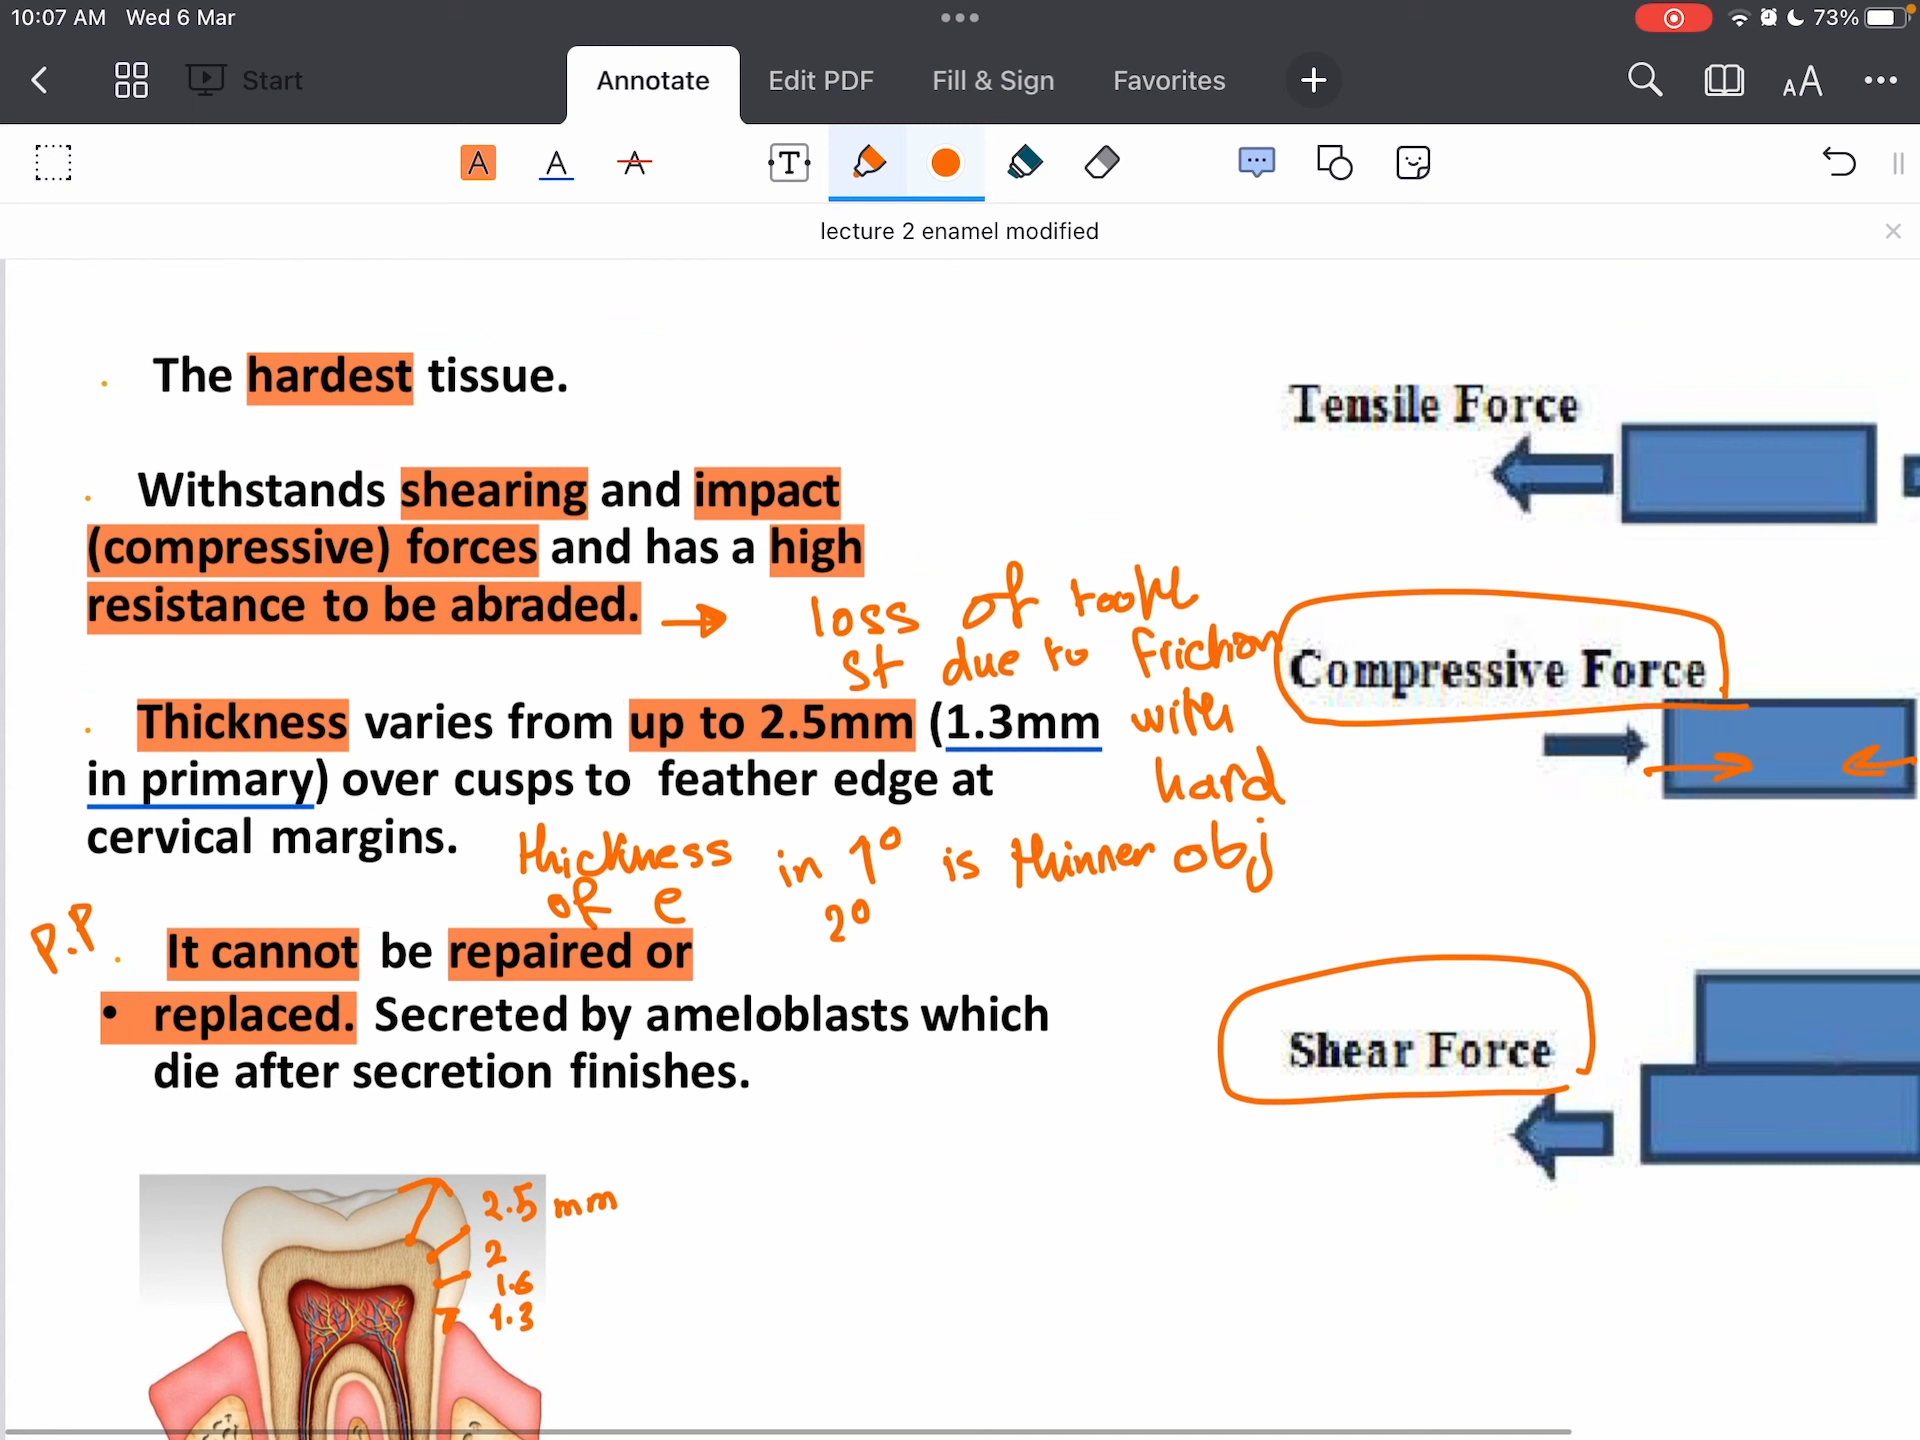 10:07 AM Wed 6 Mar
73%
Start
Annotate
Edit PDF
Fill & Sign
Favorites
AA
A A A T
lecture 2 enamel modified
The hardest tissue.
Withstands shearing and impact
(compressive) forces and has a high
resistance to be abraded.
→ loss of tooth
st due to friction
with
hard
obj
Thickness varies from up to 2.5mm (1.3mm
in primary) over cusps to feather edge at
cervical margins.
thickness in 1° is thinner
of e 2°
P.P
It cannot be repaired or
• replaced. Secreted by ameloblasts which
die after secretion finishes.
2.5 mm
2
1.6
1.3
Tensile Force
Compressive Force
Shear Force